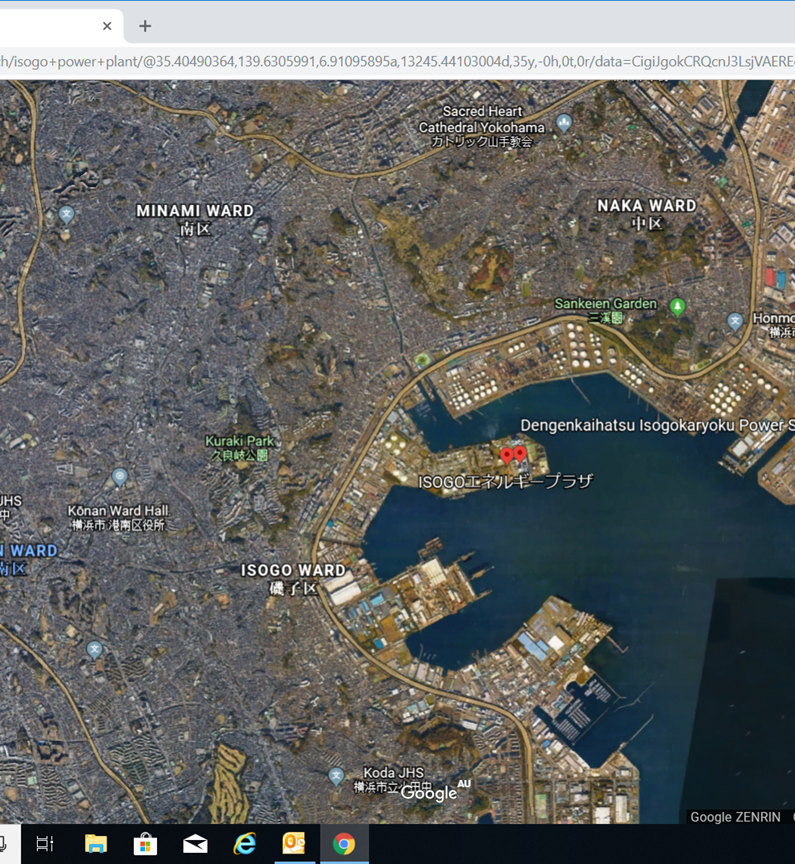 h/isogo+power+plant/@35.40490364,139.6305991,6.91095895a,13245.44103004d,35y,-0h,0t,0r/data=CigiJgokCRQcnJ3LsjVAERE
Sacred Heart
Cathedral Yokohama
カトリック山手教会
MINAMI WARD
南区
NAKA WARD
中区
Sankeien Garden
三溪園
Honmo
横浜市
Dengenkaihatsu Isogokaryoku Power S
Kuraki Park
久良岐公園
ISOGOエネルギープラザ
JHS
中
Kōnan Ward Hall
横浜市 港南区役所
N WARD
南区
ISOGO WARD
磯子区
Koda JHS
横浜市立小田中
Google
AU
Google ZENRIN